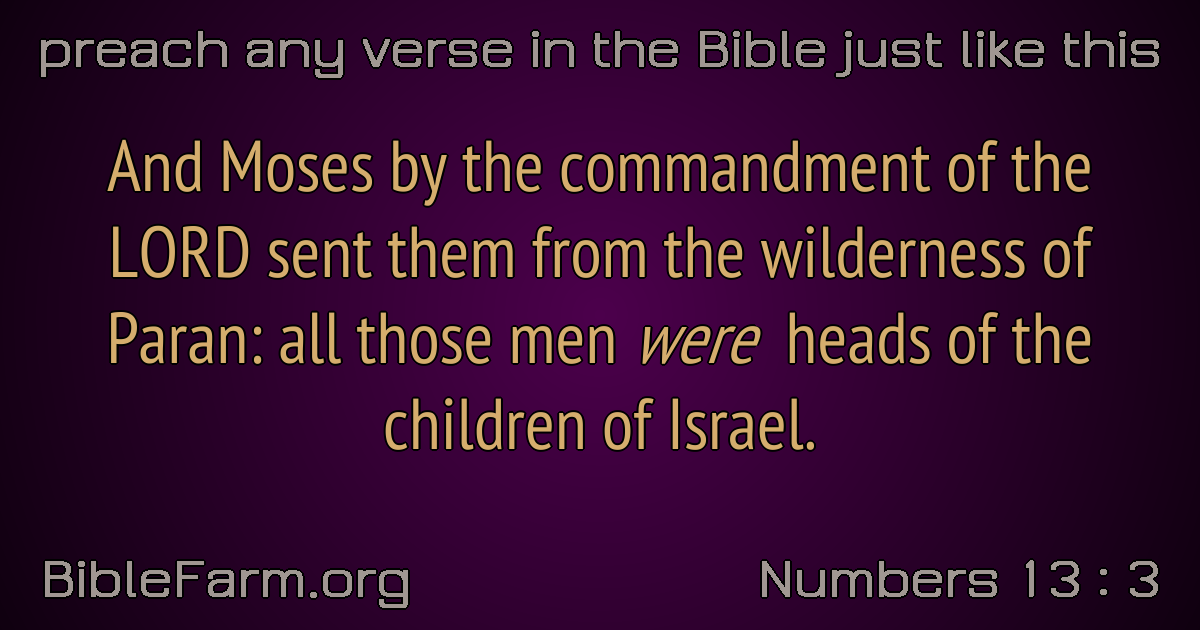 preach any verse in the Bible just like this
And Moses by the commandment of the
LORD sent them from the wilderness of
Paran: all those men were heads of the
children of Israel.
BibleFarm.org
Numbers 13 : 3